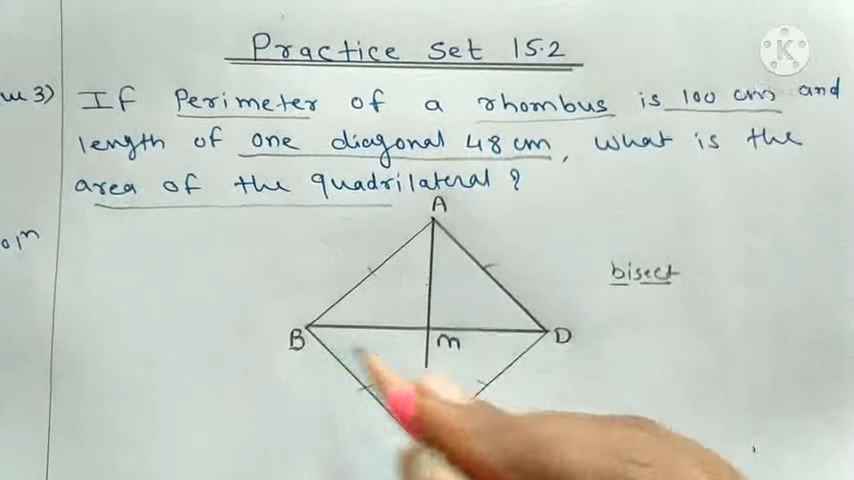 Practice Set 15.2
3) If Perimeter of a rhombus is 100 cm and
length of one diagonal 48 cm, what is the
area of the quadrilateral ?
A
bisect
B
m
D
K